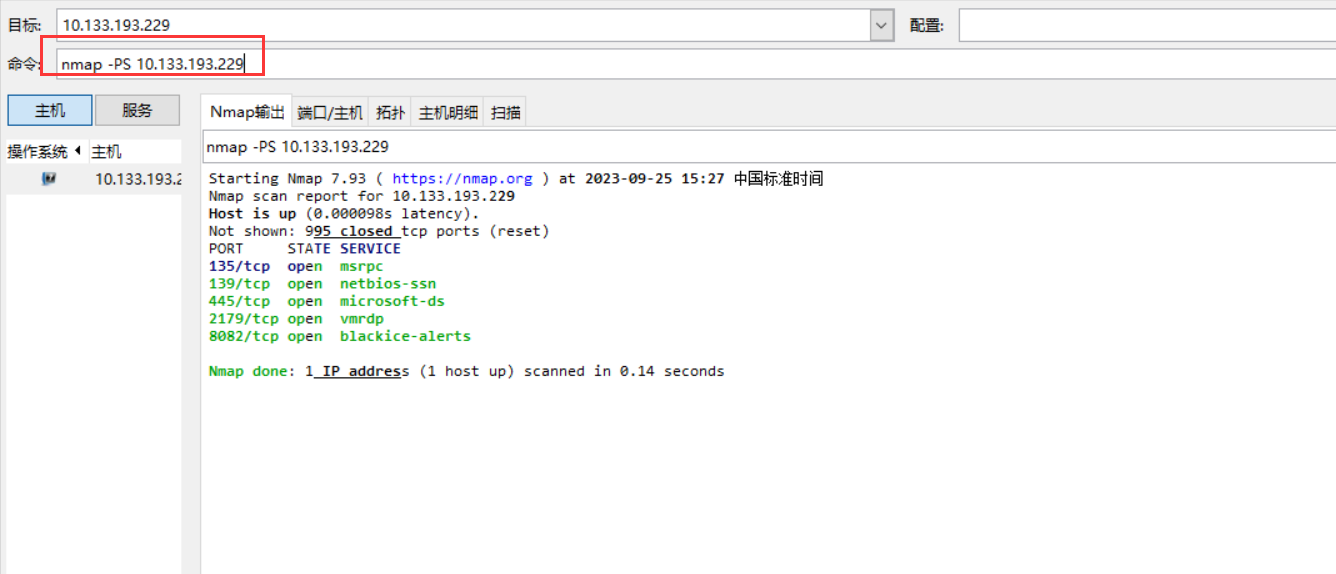 目标: 10.133.193.229 配置:
命令: nmap -PS 10.133.193.229
主机 服务 Nmap输出 端口/主机 拓扑 主机明细 扫描
nmap -PS 10.133.193.229
操作系统 主机
10.133.193.2
Starting Nmap 7.93 ( https://nmap.org ) at 2023-09-25 15:27 中国标准时间
Nmap scan report for 10.133.193.229
Host is up (0.000098s latency).
Not shown: 995 closed tcp ports (reset)
PORT STATE SERVICE
135/tcp open msrpc
139/tcp open netbios-ssn
445/tcp open microsoft-ds
2179/tcp open vmrdp
8082/tcp open blackice-alerts
Nmap done: 1 IP address (1 host up) scanned in 0.14 seconds